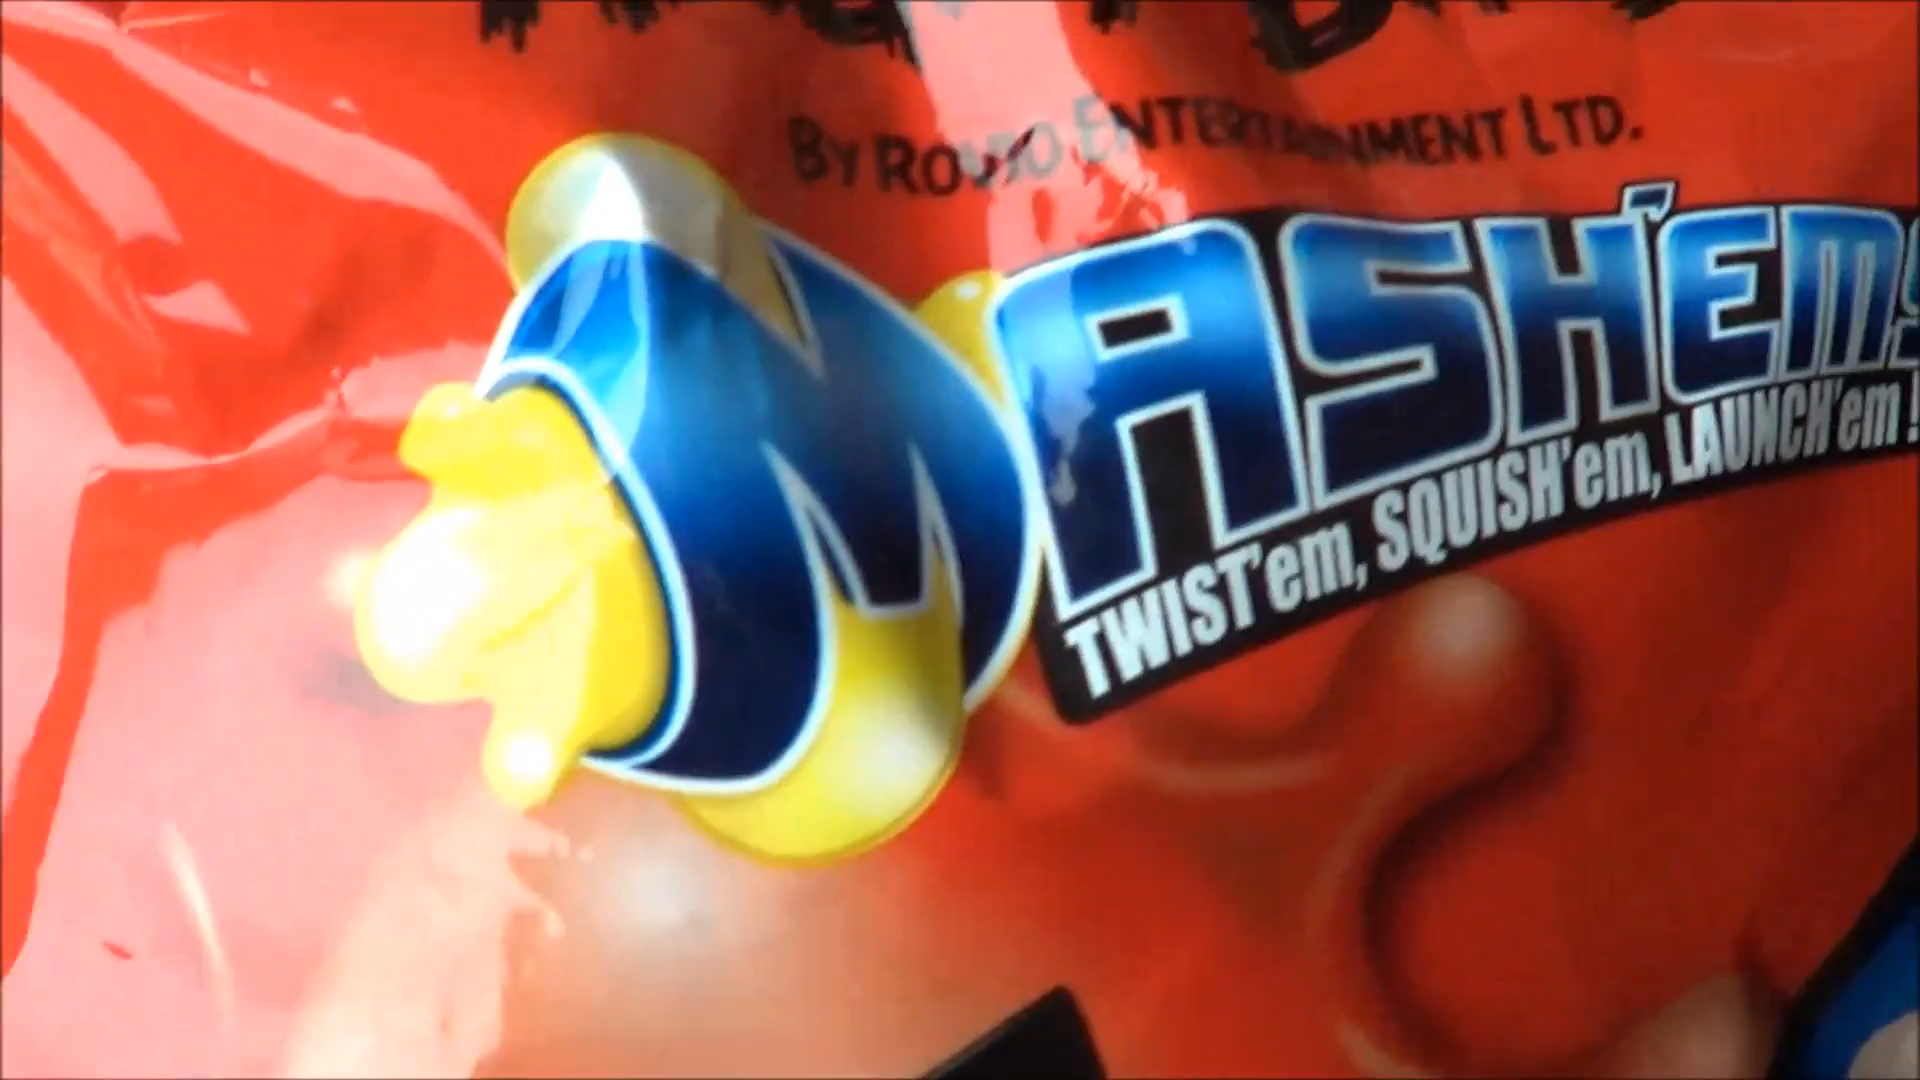 By Rovio Entertainment Ltd.
MASH'EMS
TWIST'em, SQUISH'em, LAUNCH'em!